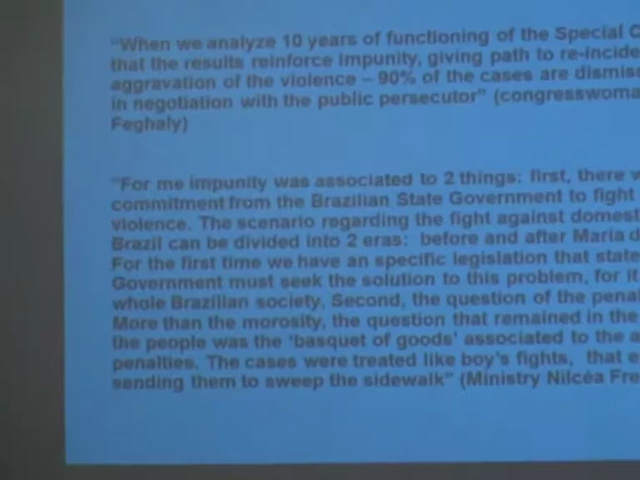 "When we analyze 10 years of functioning of the Special C
that the results reinforce impunity, giving path to re-incide
aggravation of the violence – 90% of the cases are dismis
in negotiation with the public persecutor" (congresswoma
Feghaly)
"For me impunity was associated to 2 things: first, there w
commitment from the Brazilian State Government to fight
violence. The scenario regarding the fight against domest
Brazil can be divided into 2 eras: before and after Maria d
For the first time we have an specific legislation that state
Government must seek the solution to this problem, for it
whole Brazilian society, Second, the question of the penal
More than the morosity, the question that remained in the
the people was the 'basquet of goods' associated to the a
penalties. The cases were treated like boy's fights, that e
sending them to sweep the sidewalk" (Ministry Nilcéa Fre